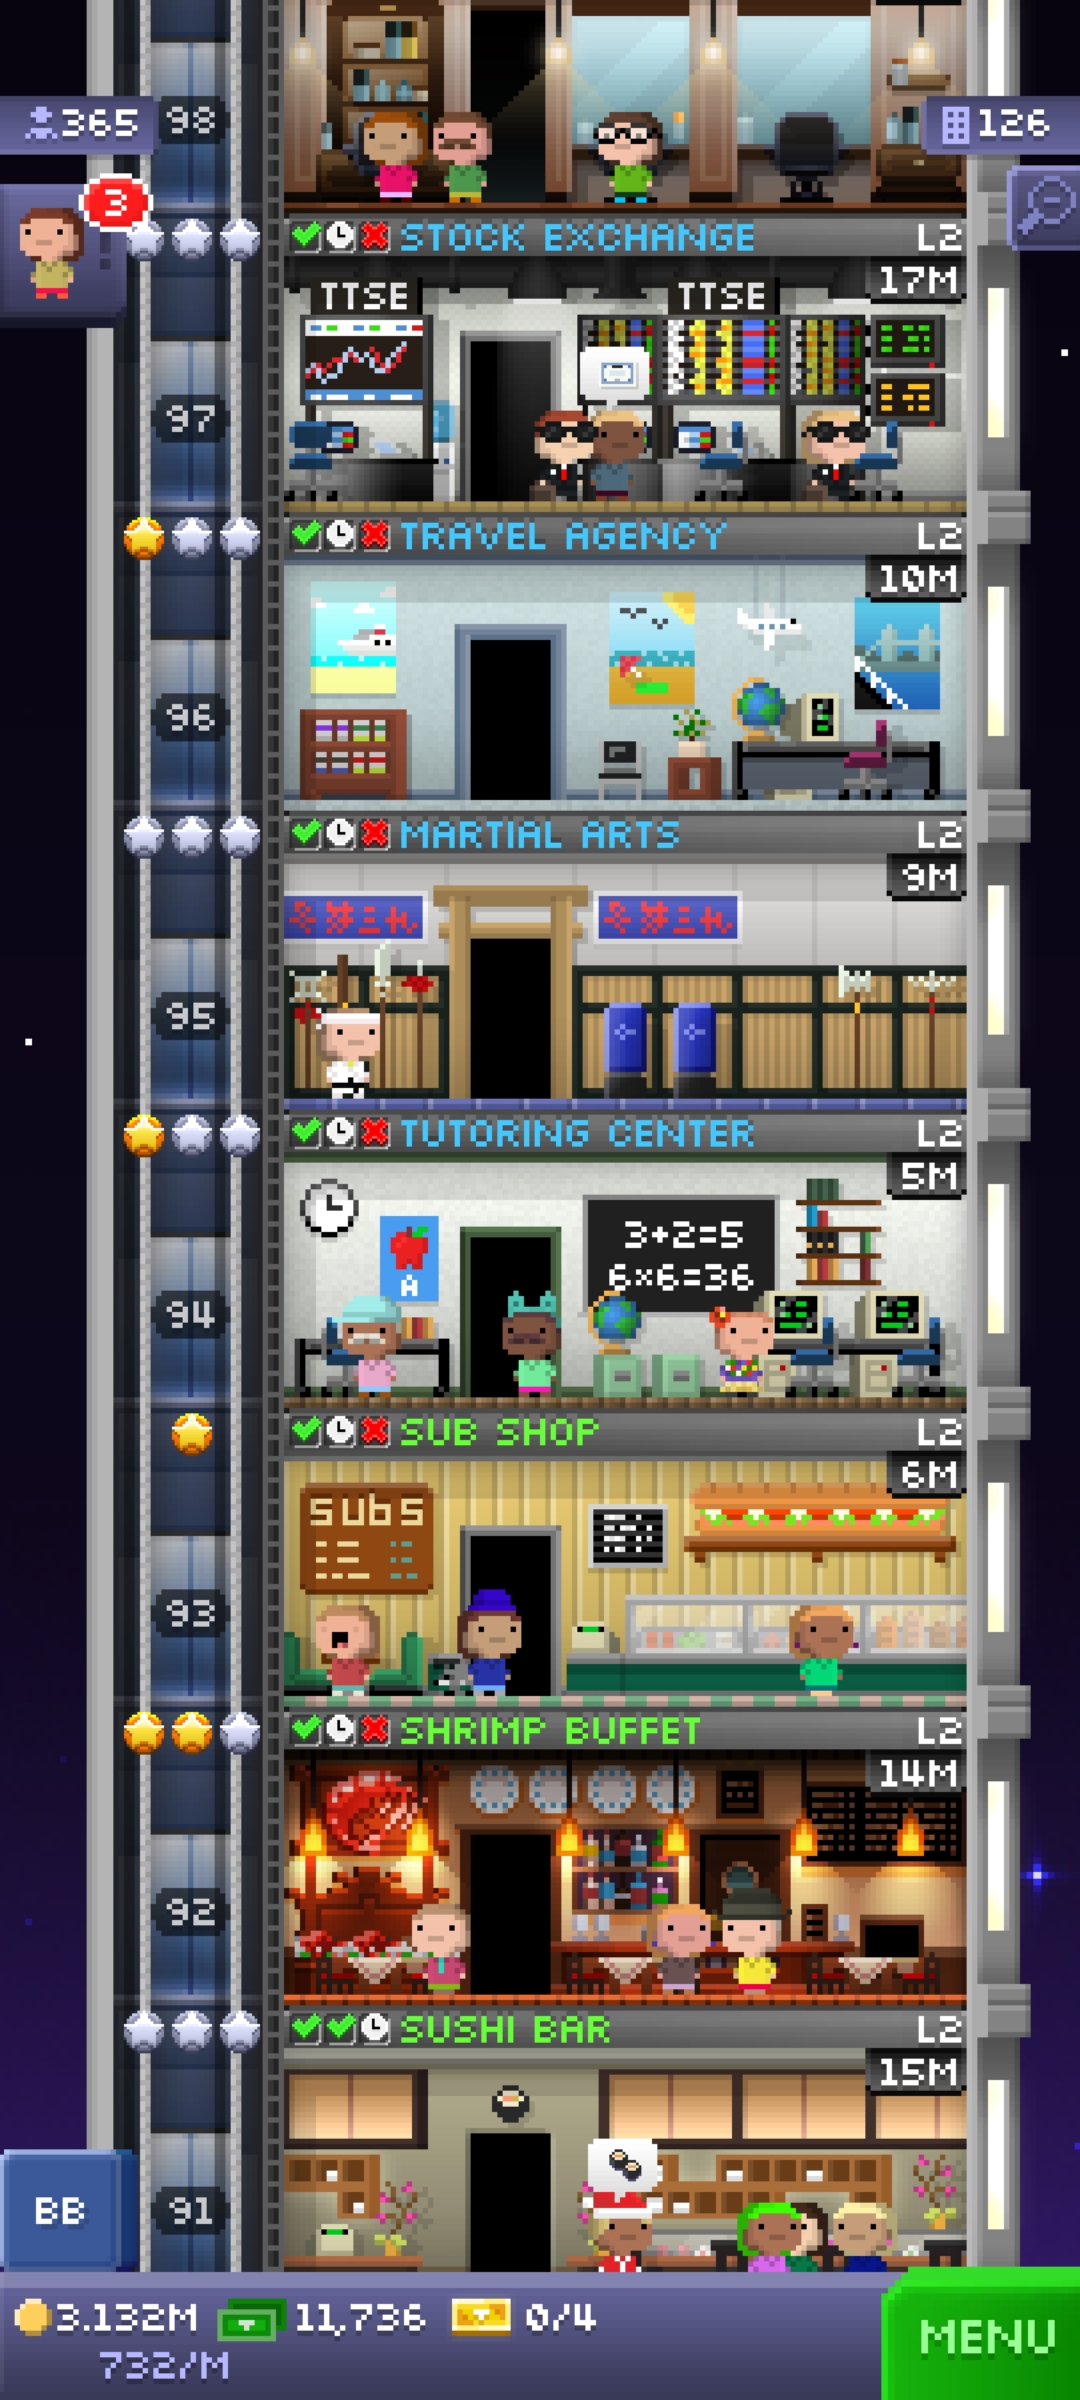 98
365
126
3
STOCK EXCHANGE L2
17M
TTSE TTSE
97
TRAVEL AGENCY L2
10M
96
MARTIAL ARTS L2
9M
95
TUTORING CENTER L2
5M
3+2=5
6×6=36
A
94
SUB SHOP L2
6M
SUBS
93
SHRIMP BUFFET L2
14M
92
SUSHI BAR L2
15M
91
BB
3.132M 11,736 0/4
732/M
MENU